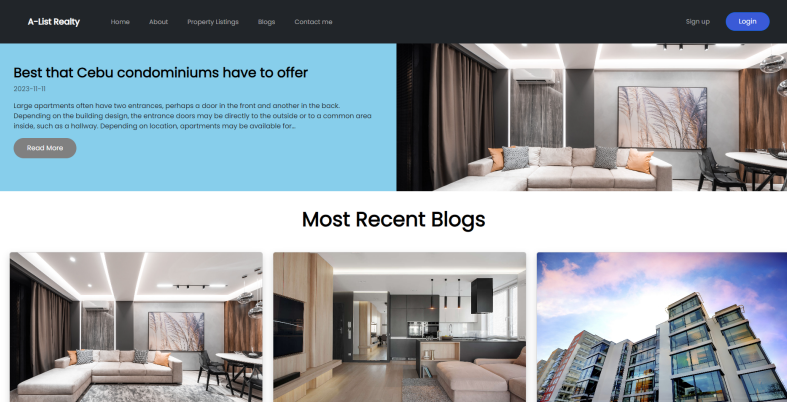 A-List Realty
Home
About
Property Listings
Blogs
Contact me
Sign up
Login
Best that Cebu condominiums have to offer
2023-11-11
Large apartments often have two entrances, perhaps a door in the front and another in the back.
Depending on the building design, the entrance doors may be directly to the outside or to a common area
inside, such as a hallway. Depending on location, apartments may be available for...
Read More
Most Recent Blogs